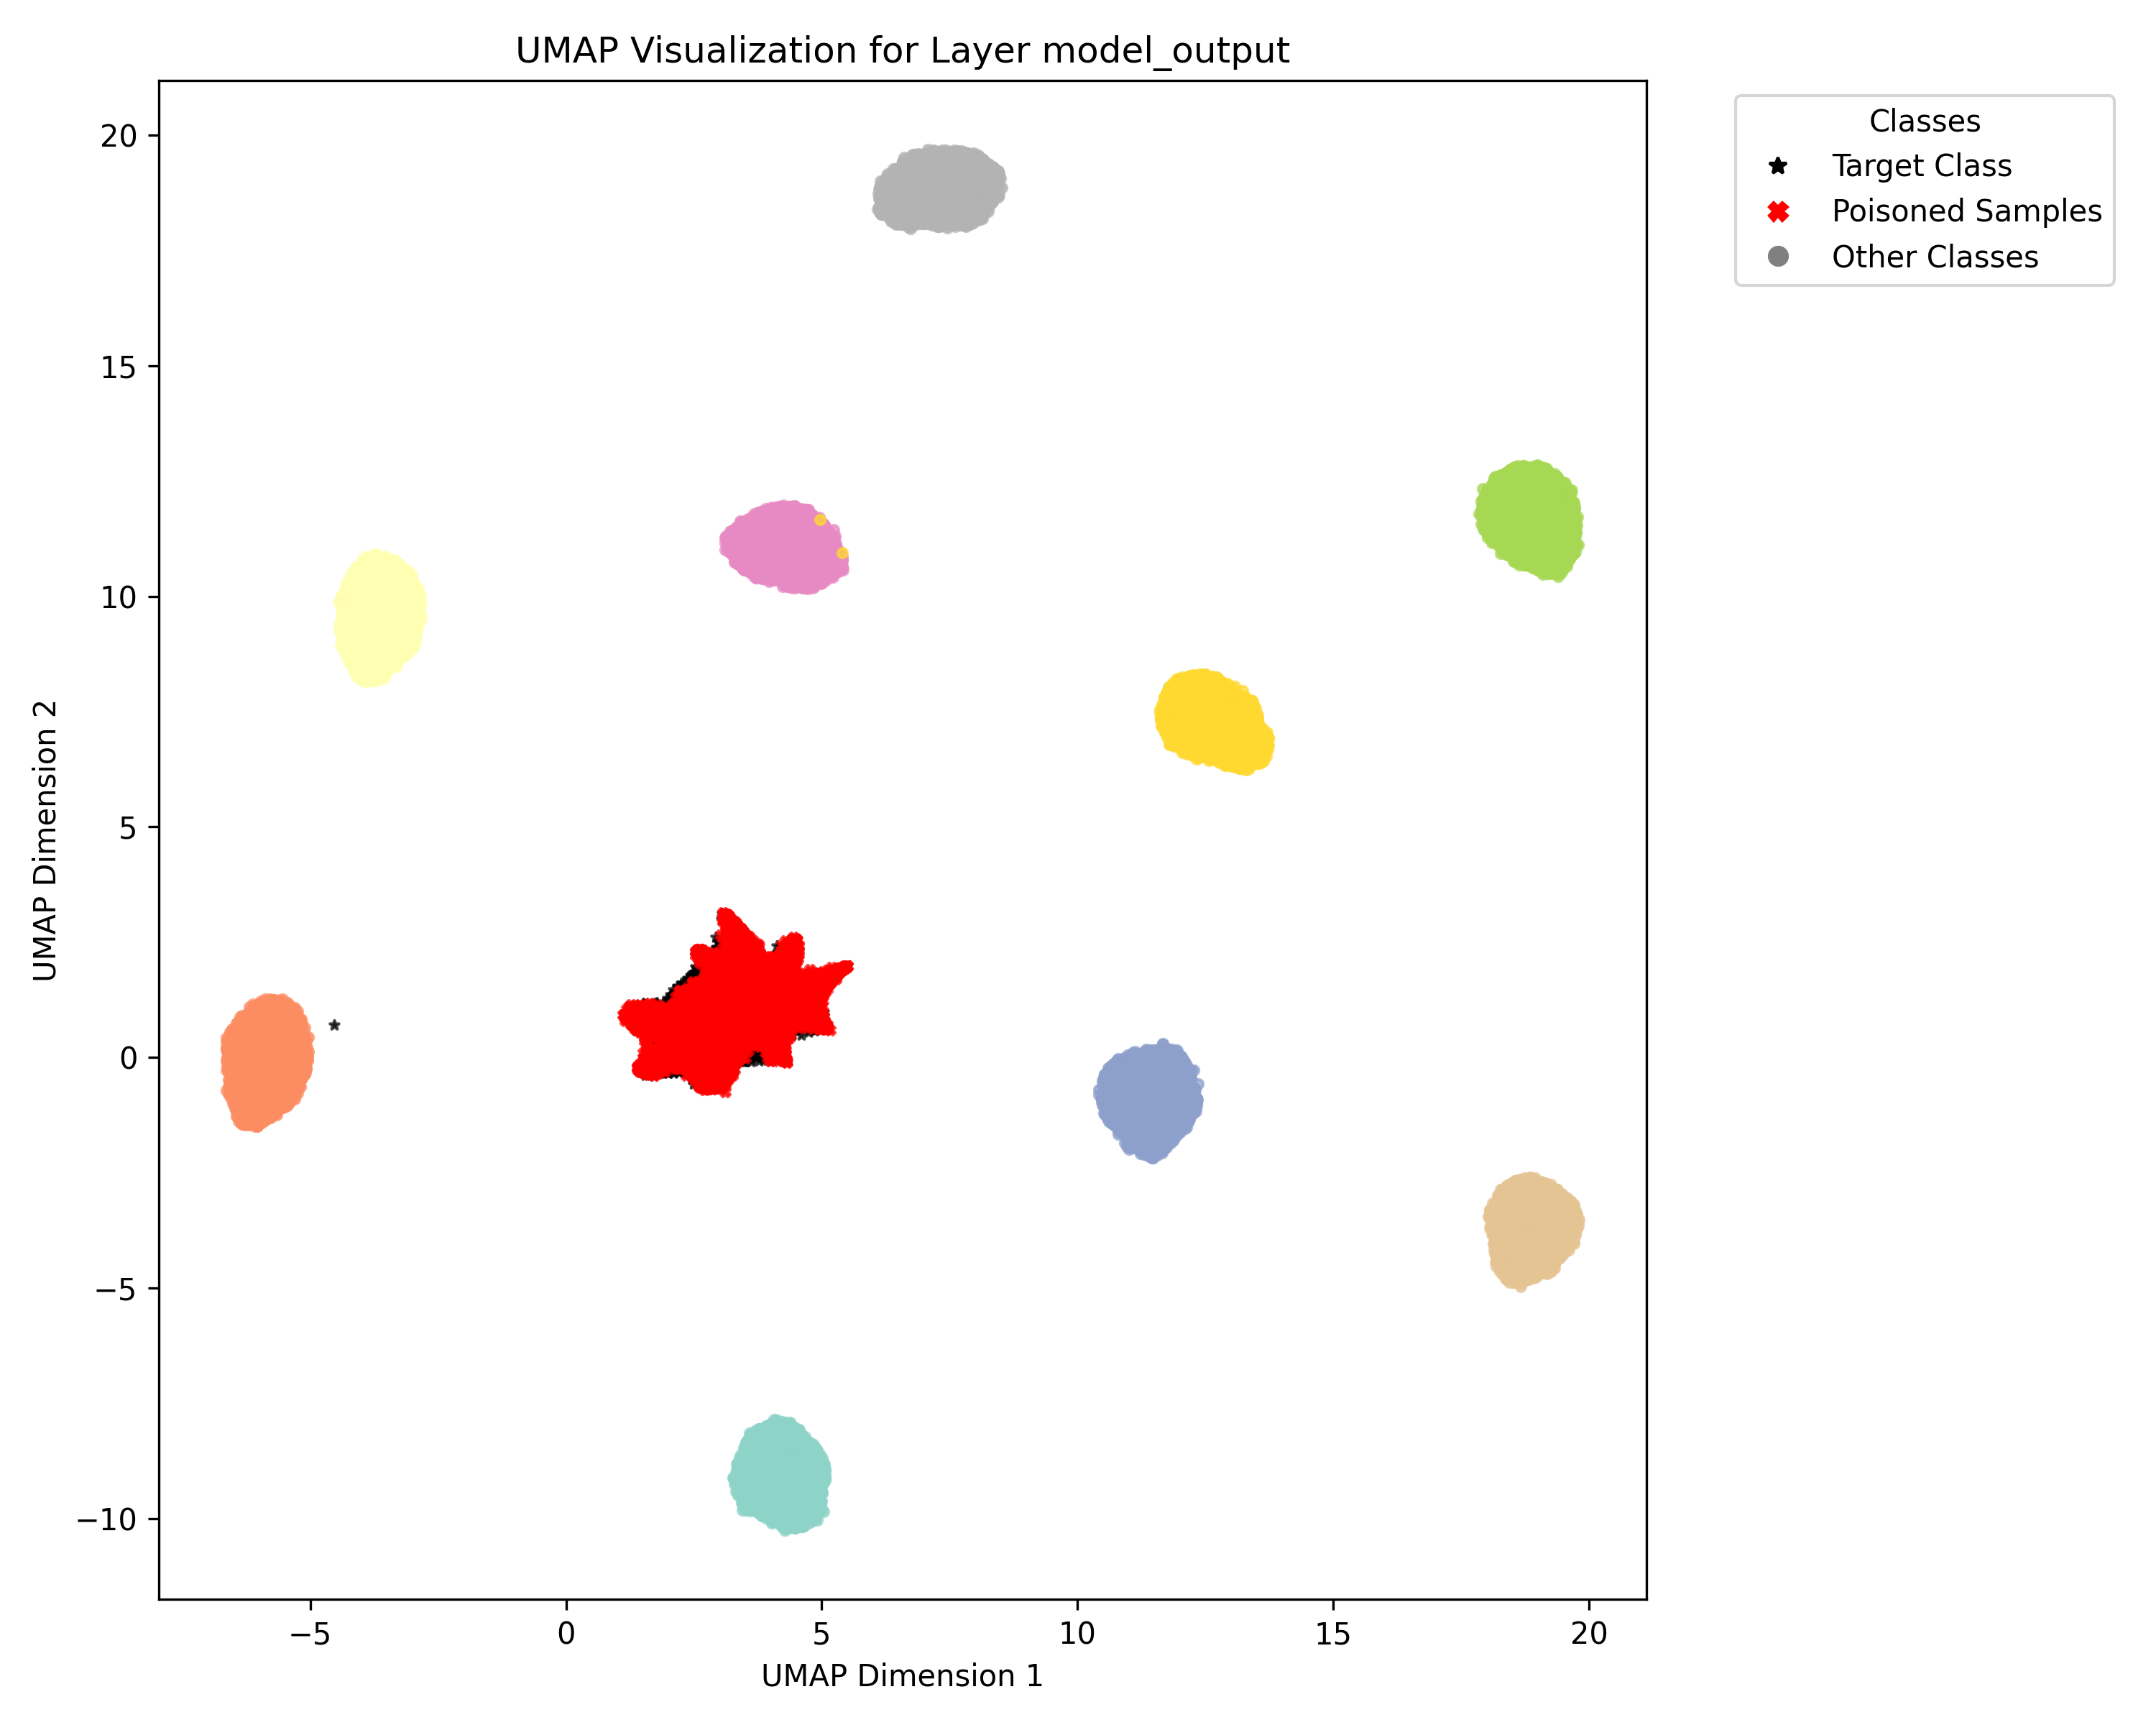 UMAP Visualization for Layer model_output
Classes
Target Class
Poisoned Samples
Other Classes
20
15
10
5
0
−5
−10
UMAP Dimension 2
−5
0
5
10
15
20
UMAP Dimension 1